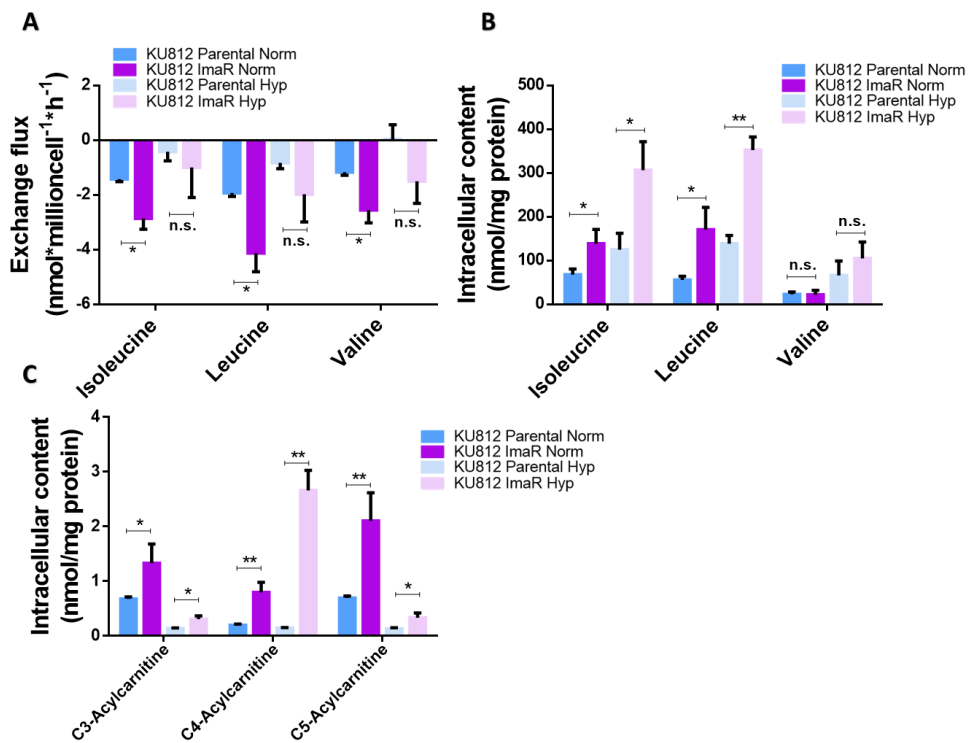 A
KU812 Parental Norm
KU812 ImaR Norm
KU812 Parental Hyp
KU812 ImaR Hyp
Exchange flux
(nmol*millioncell⁻¹*h⁻¹)
2
0
-2
-4
-6
*
n.s.
*
n.s.
*
n.s.
Isoleucine
Leucine
Valine
B
KU812 Parental Norm
KU812 ImaR Norm
KU812 Parental Hyp
KU812 ImaR Hyp
Intracellular content
(nmol/mg protein)
500
400
300
200
100
0
*
*
*
**
n.s.
n.s.
Isoleucine
Leucine
Valine
C
KU812 Parental Norm
KU812 ImaR Norm
KU812 Parental Hyp
KU812 ImaR Hyp
Intracellular content
(nmol/mg protein)
4
3
2
1
0
*
*
**
**
**
*
C3-Acylcarnitine
C4-Acylcarnitine
C5-Acylcarnitine